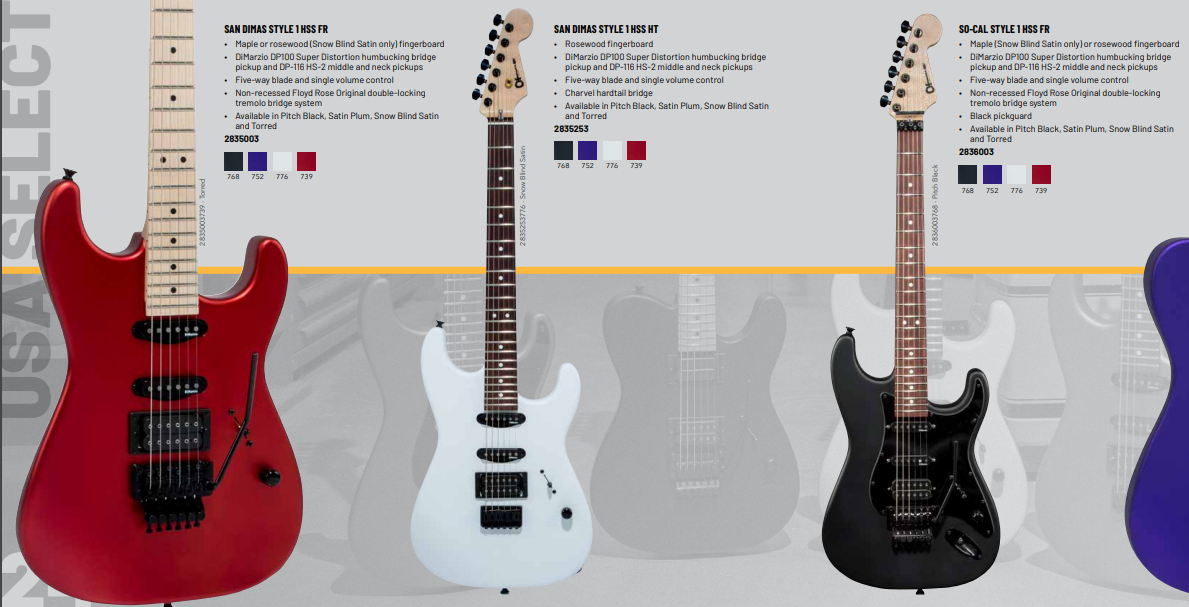 USA SELECT
SAN DIMAS STYLE 1 HSS FR
• Maple or rosewood (Snow Blind Satin only) fingerboard
• DiMarzio DP100 Super Distortion humbucking bridge
pickup and DP-116 HS-2 middle and neck pickups
• Five-way blade and single volume control
• Non-recessed Floyd Rose Original double-locking
tremolo bridge system
• Available in Pitch Black, Satin Plum, Snow Blind Satin
and Torred
2835003
768 752 776 739
2835003739 - Torred
SAN DIMAS STYLE 1 HSS HT
• Rosewood fingerboard
• DiMarzio DP100 Super Distortion humbucking bridge
pickup and DP-116 HS-2 middle and neck pickups
• Five-way blade and single volume control
• Charvel hardtail bridge
• Available in Pitch Black, Satin Plum, Snow Blind Satin
and Torred
2835253
768 752 776 739
2835253776 - Snow Blind Satin
SO-CAL STYLE 1 HSS FR
• Maple (Snow Blind Satin only) or rosewood fingerboard
• DiMarzio DP100 Super Distortion humbucking bridge
pickup and DP-116 HS-2 middle and neck pickups
• Five-way blade and single volume control
• Non-recessed Floyd Rose Original double-locking
tremolo bridge system
• Black pickguard
• Available in Pitch Black, Satin Plum, Snow Blind Satin
and Torred
2836003
768 752 776 739
2836003768 - Pitch Black